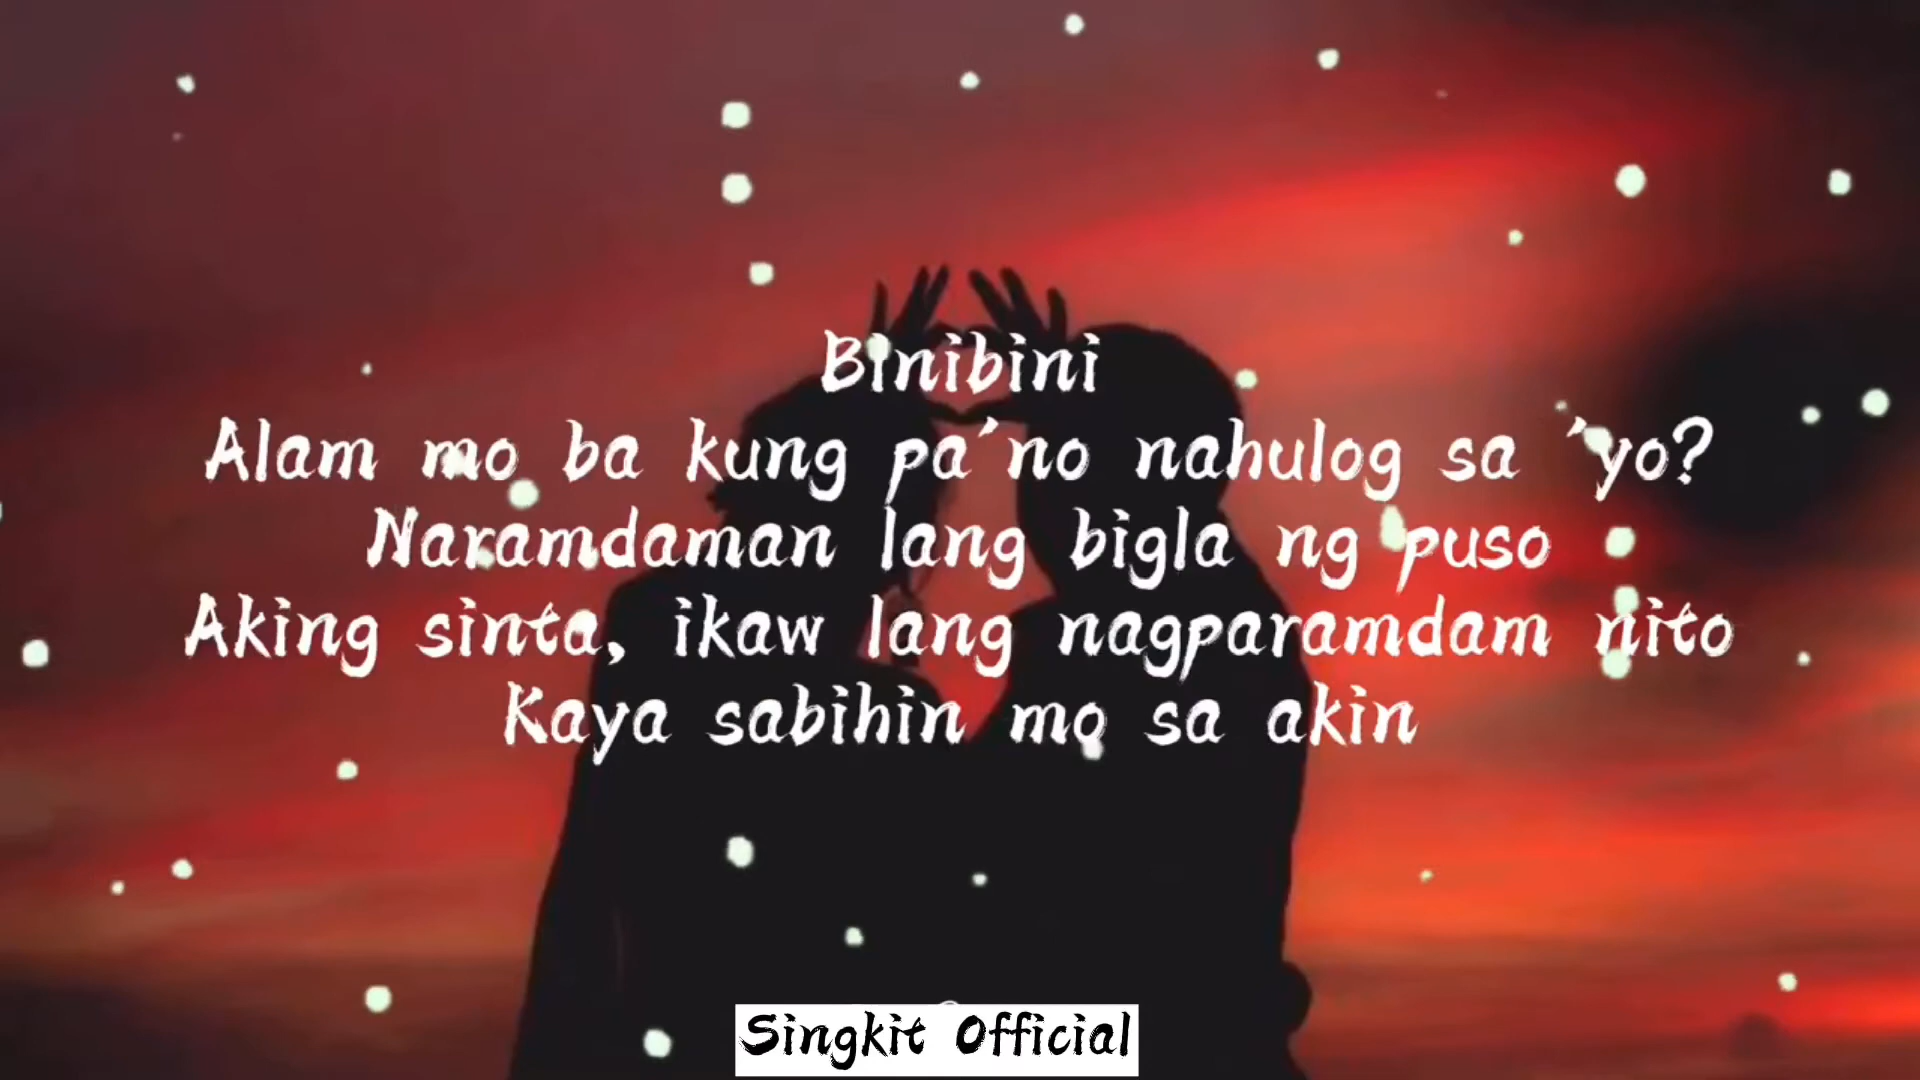 Binibini
Alam mo ba kung pa'no nahulog sa 'yo?
Naramdaman lang bigla ng puso
Aking sinta, ikaw lang nagparamdam nito
Kaya sabihin mo sa akin
Singkit Official